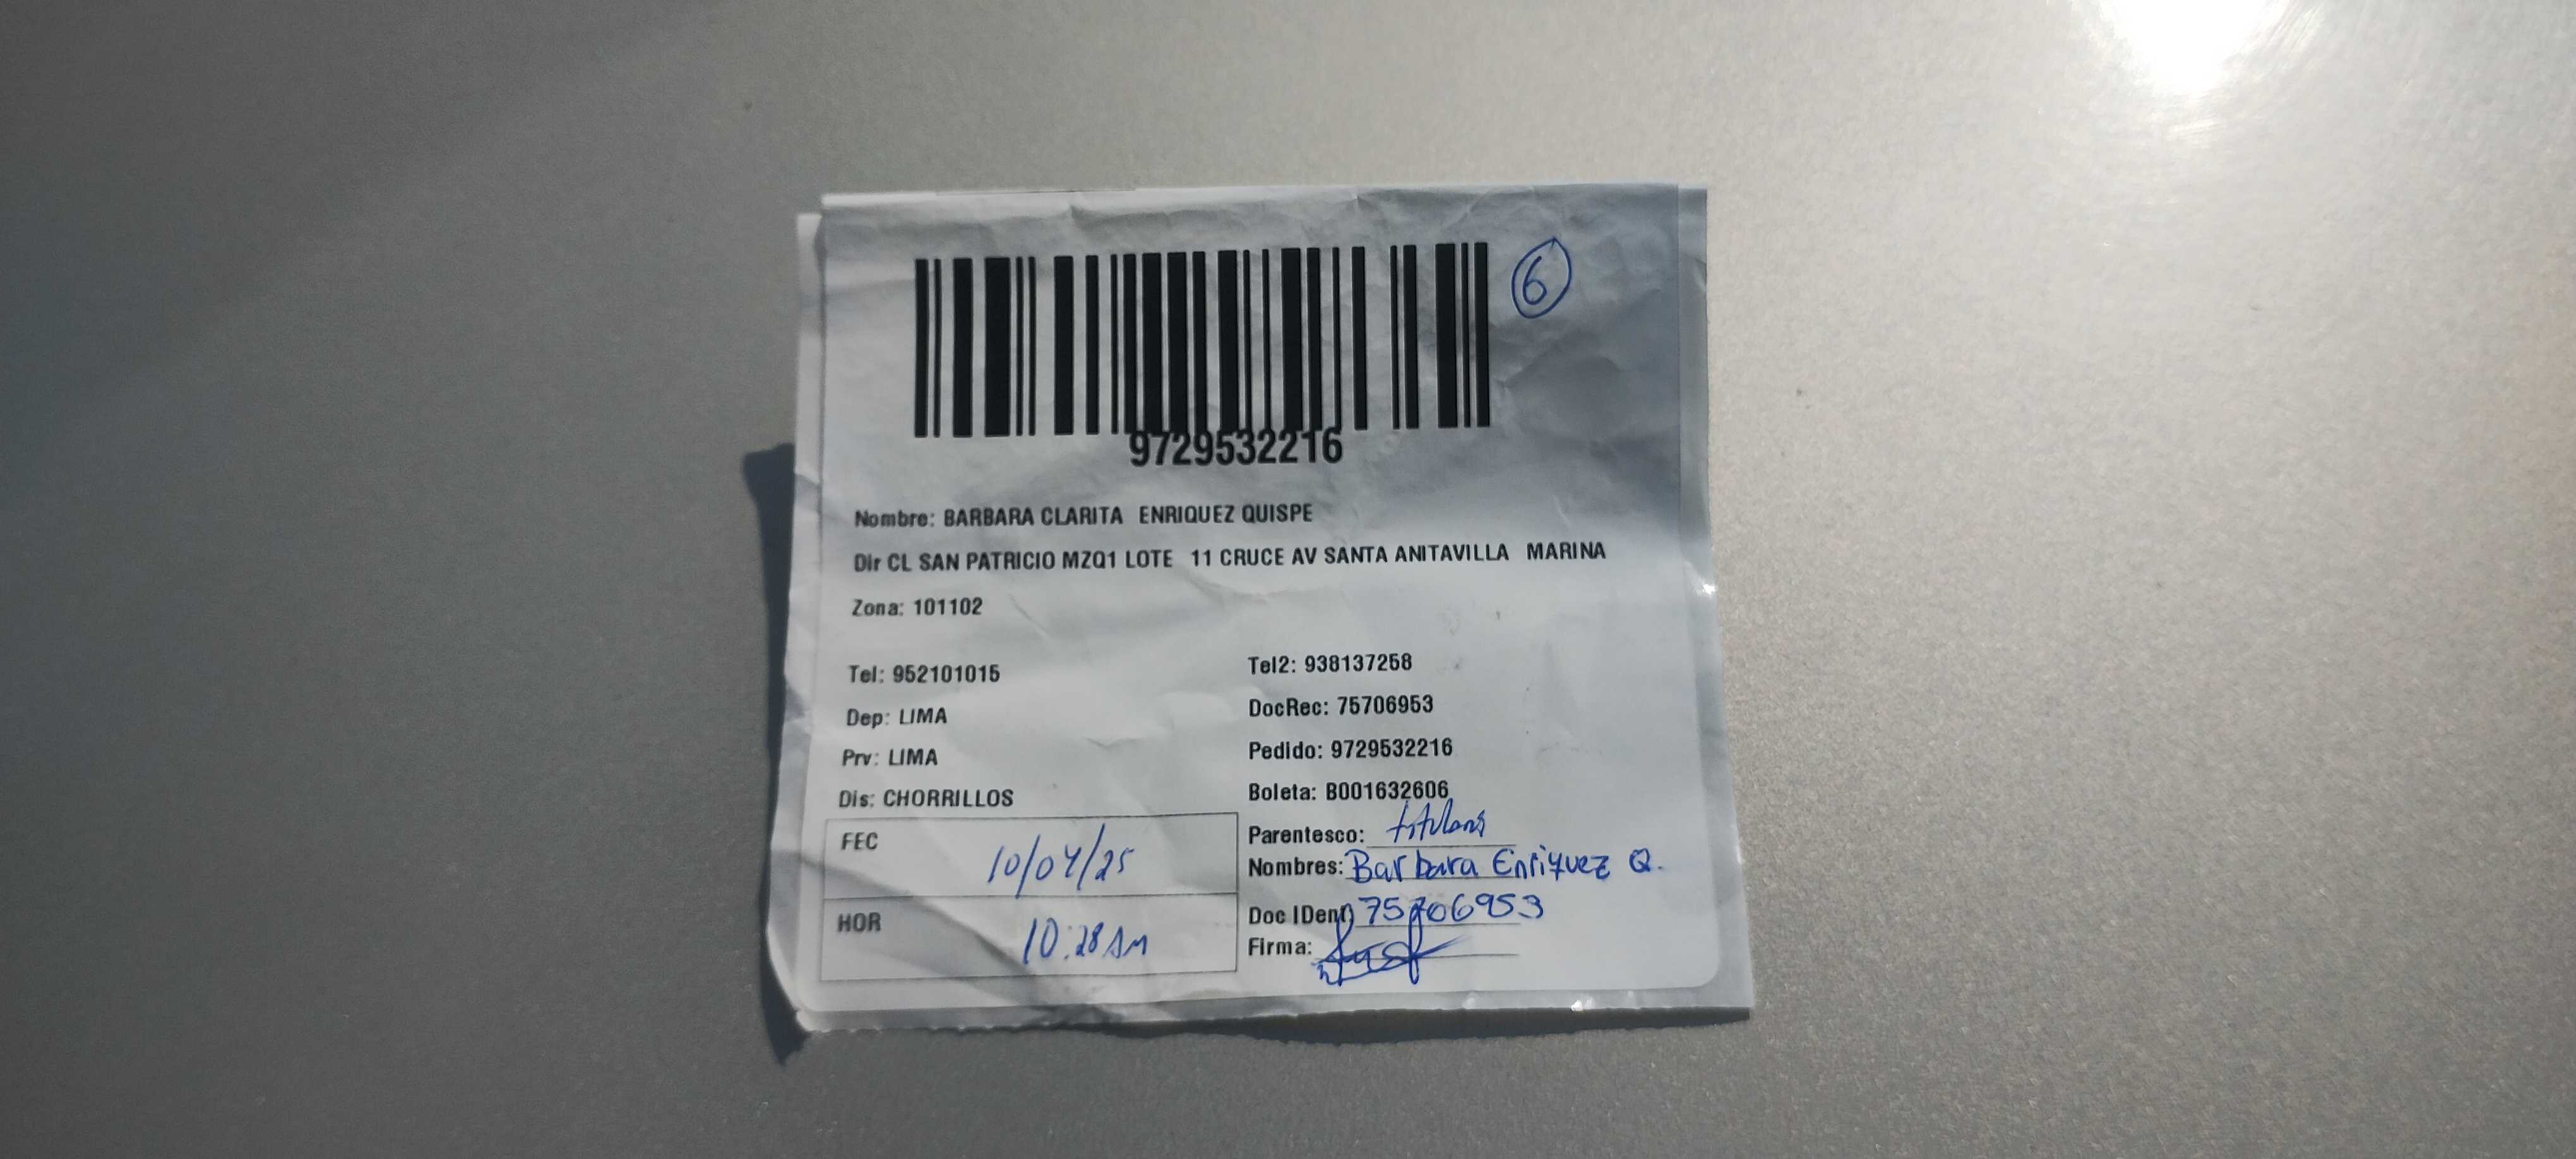 6
9729532216
Nombre: BARBARA CLARITA ENRIQUEZ QUISPE
Dir CL SAN PATRICIO MZQ1 LOTE 11 CRUCE AV SANTA ANITAVILLA MARINA
Zona: 101102
Tel: 952101015
Dep: LIMA
Prv: LIMA
Dis: CHORRILLOS
Tel2: 938137258
DocRec: 75706953
Pedido: 9729532216
Boleta: B001632606
Parentesco:
Nombres: Barbara Enriquez Q.
Doc IDent) 75706953
Firma:
FEC 10/04/25
HOR 10:28 AM